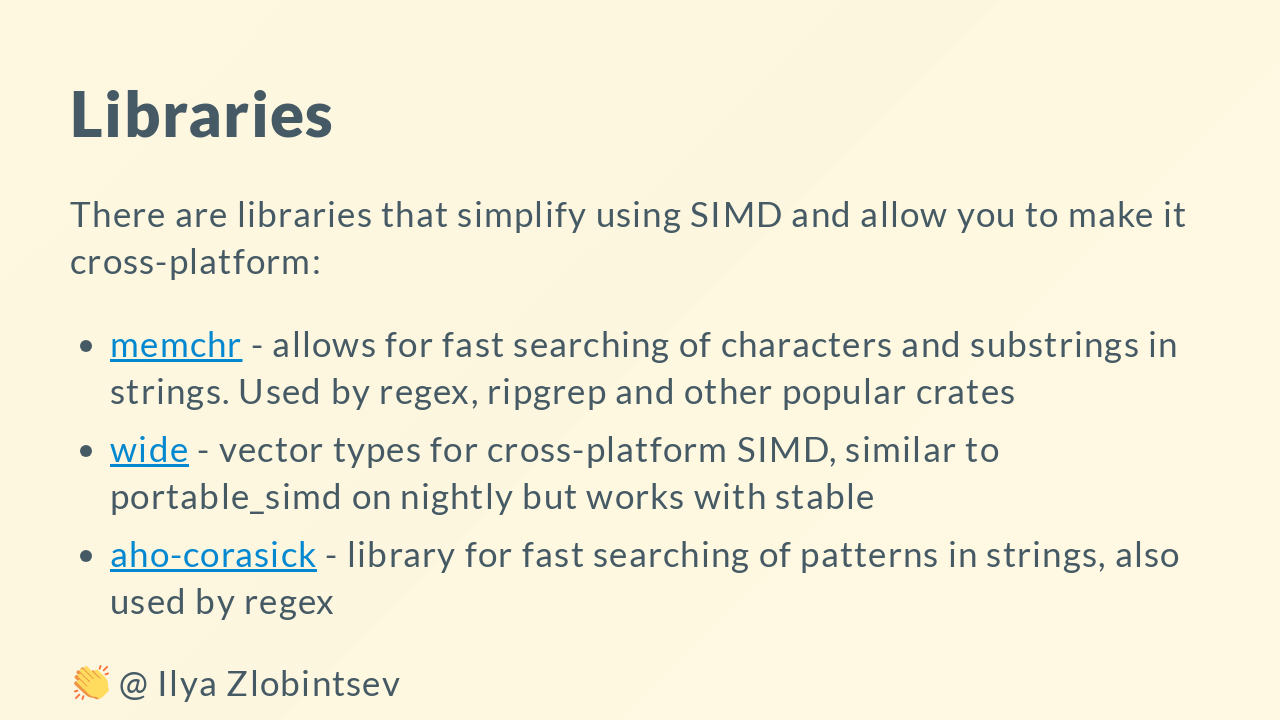 Libraries
There are libraries that simplify using SIMD and allow you to make it
cross-platform:
• memchr - allows for fast searching of characters and substrings in
strings. Used by regex, ripgrep and other popular crates
• wide - vector types for cross-platform SIMD, similar to
portable_simd on nightly but works with stable
• aho-corasick - library for fast searching of patterns in strings, also
used by regex
👏 @ Ilya Zlobintsev